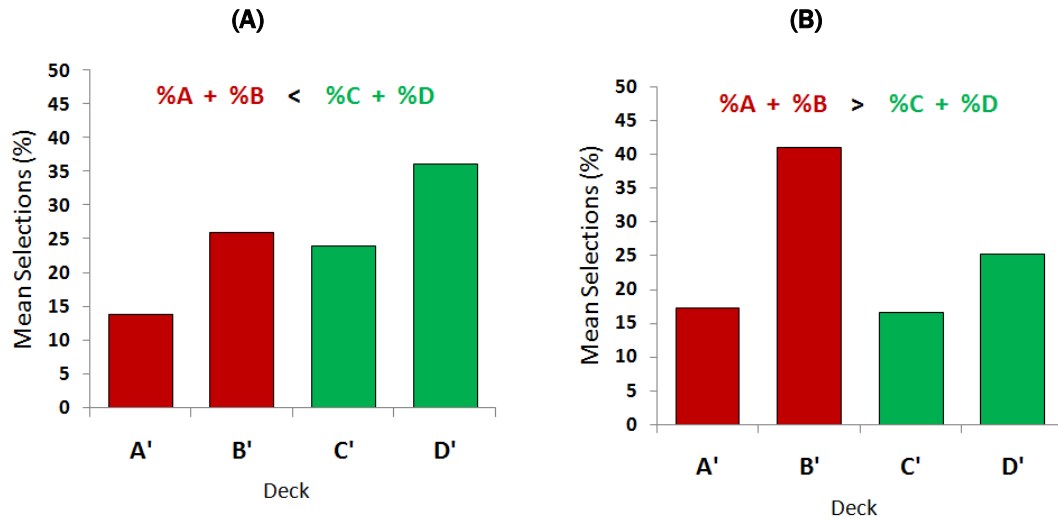 (A)
%A + %B < %C + %D
Mean Selections (%)
50
45
40
35
30
25
20
15
10
5
0
A' B' C' D'
Deck
(B)
%A + %B > %C + %D
Mean Selections (%)
50
45
40
35
30
25
20
15
10
5
0
A' B' C' D'
Deck